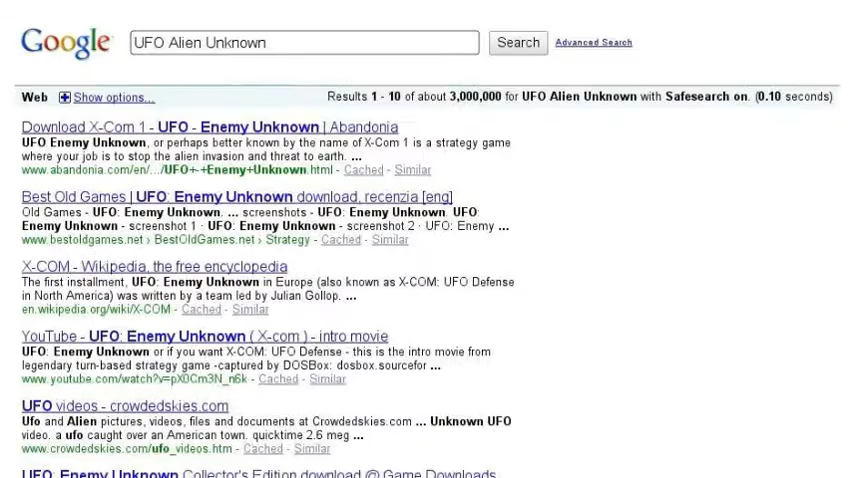 Google UFO Alien Unknown Search Advanced Search
Web Show options... Results 1 - 10 of about 3,000,000 for UFO Alien Unknown with Safesearch on. (0.10 seconds)
Download X-Com 1 - UFO - Enemy Unknown | Abandonia
UFO Enemy Unknown, or perhaps better known by the name of X-Com 1 is a strategy game
where your job is to stop the alien invasion and threat to earth. ...
www.abandonia.com/en/.../UFO+-+Enemy+Unknown.html - Cached - Similar
Best Old Games | UFO: Enemy Unknown download, recenzia [eng]
Old Games - UFO: Enemy Unknown. ... screenshots - UFO: Enemy Unknown. UFO:
Enemy Unknown - screenshot 1 · UFO: Enemy Unknown - screenshot 2 · UFO: Enemy ...
www.bestoldgames.net › BestOldGames.net › Strategy - Cached - Similar
X-COM - Wikipedia, the free encyclopedia
The first installment, UFO: Enemy Unknown in Europe (also known as X-COM: UFO Defense
in North America) was written by a team led by Julian Gollop. ...
en.wikipedia.org/wiki/X-COM - Cached - Similar
YouTube - UFO: Enemy Unknown ( X-com ) - intro movie
UFO: Enemy Unknown or if you want X-COM: UFO Defense - this is the intro movie from
legendary turn-based strategy game -captured by DOSBox: dosbox.sourcefor ...
www.youtube.com/watch?v=pX0Cm3N_n6k - Cached - Similar
UFO videos - crowdedskies.com
Ufo and Alien pictures, videos, files and documents at Crowdedskies.com ... Unknown UFO
video. a ufo caught over an American town. quicktime 2.6 meg ...
www.crowdedskies.com/ufo_videos.htm - Cached - Similar
UFO: Enemy Unknown Collector's Edition download @ Game Downloads